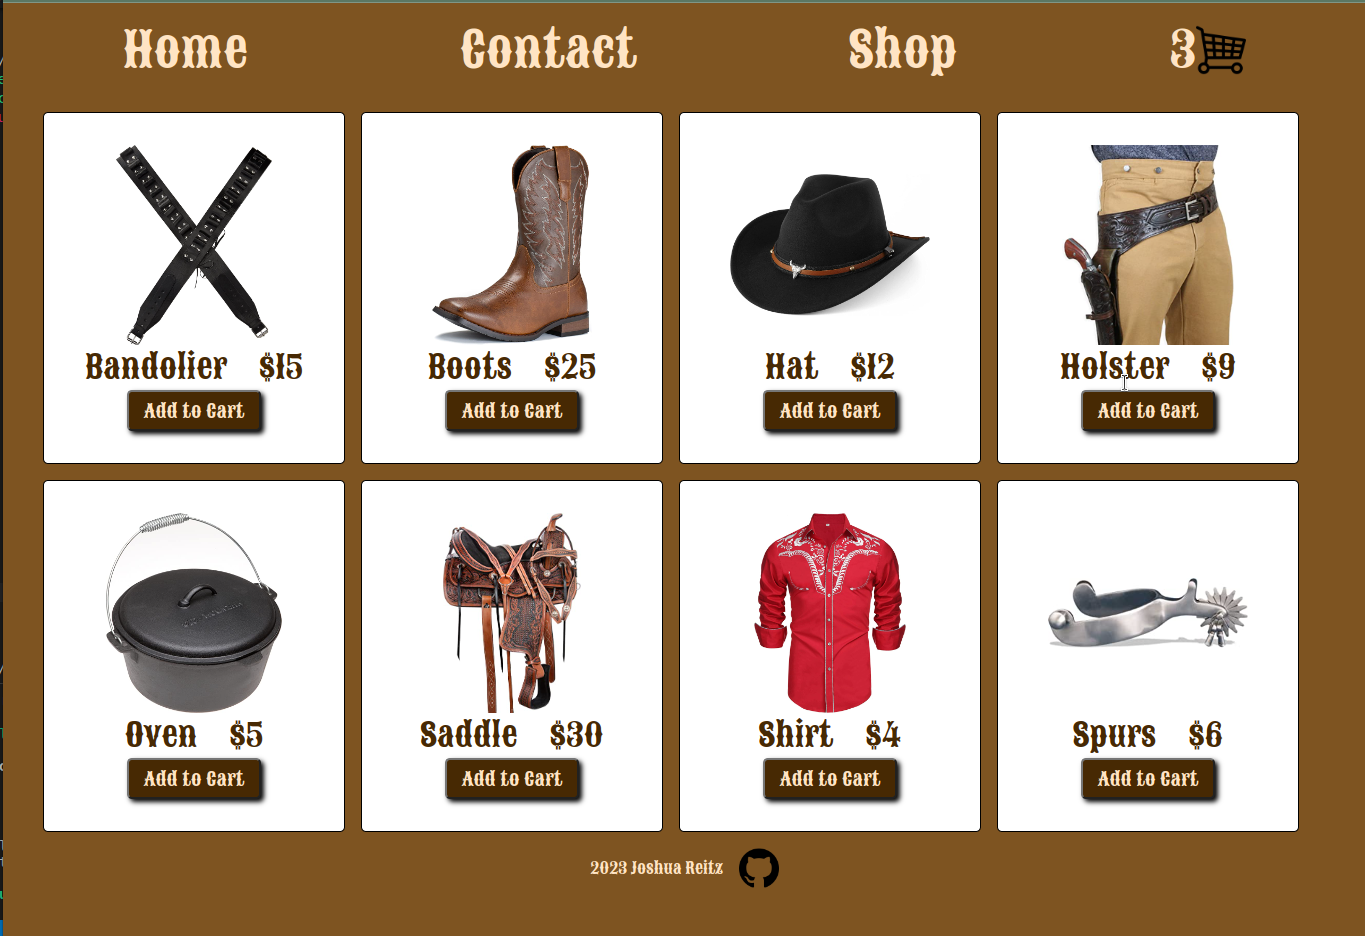 Home Contact Shop 3
Bandolier $15 Boots $25 Hat $12 Holster $9
Add to Cart Add to Cart Add to Cart Add to Cart
Oven $5 Saddle $30 Shirt $4 Spurs $6
Add to Cart Add to Cart Add to Cart Add to Cart
2023 Joshua Reitz